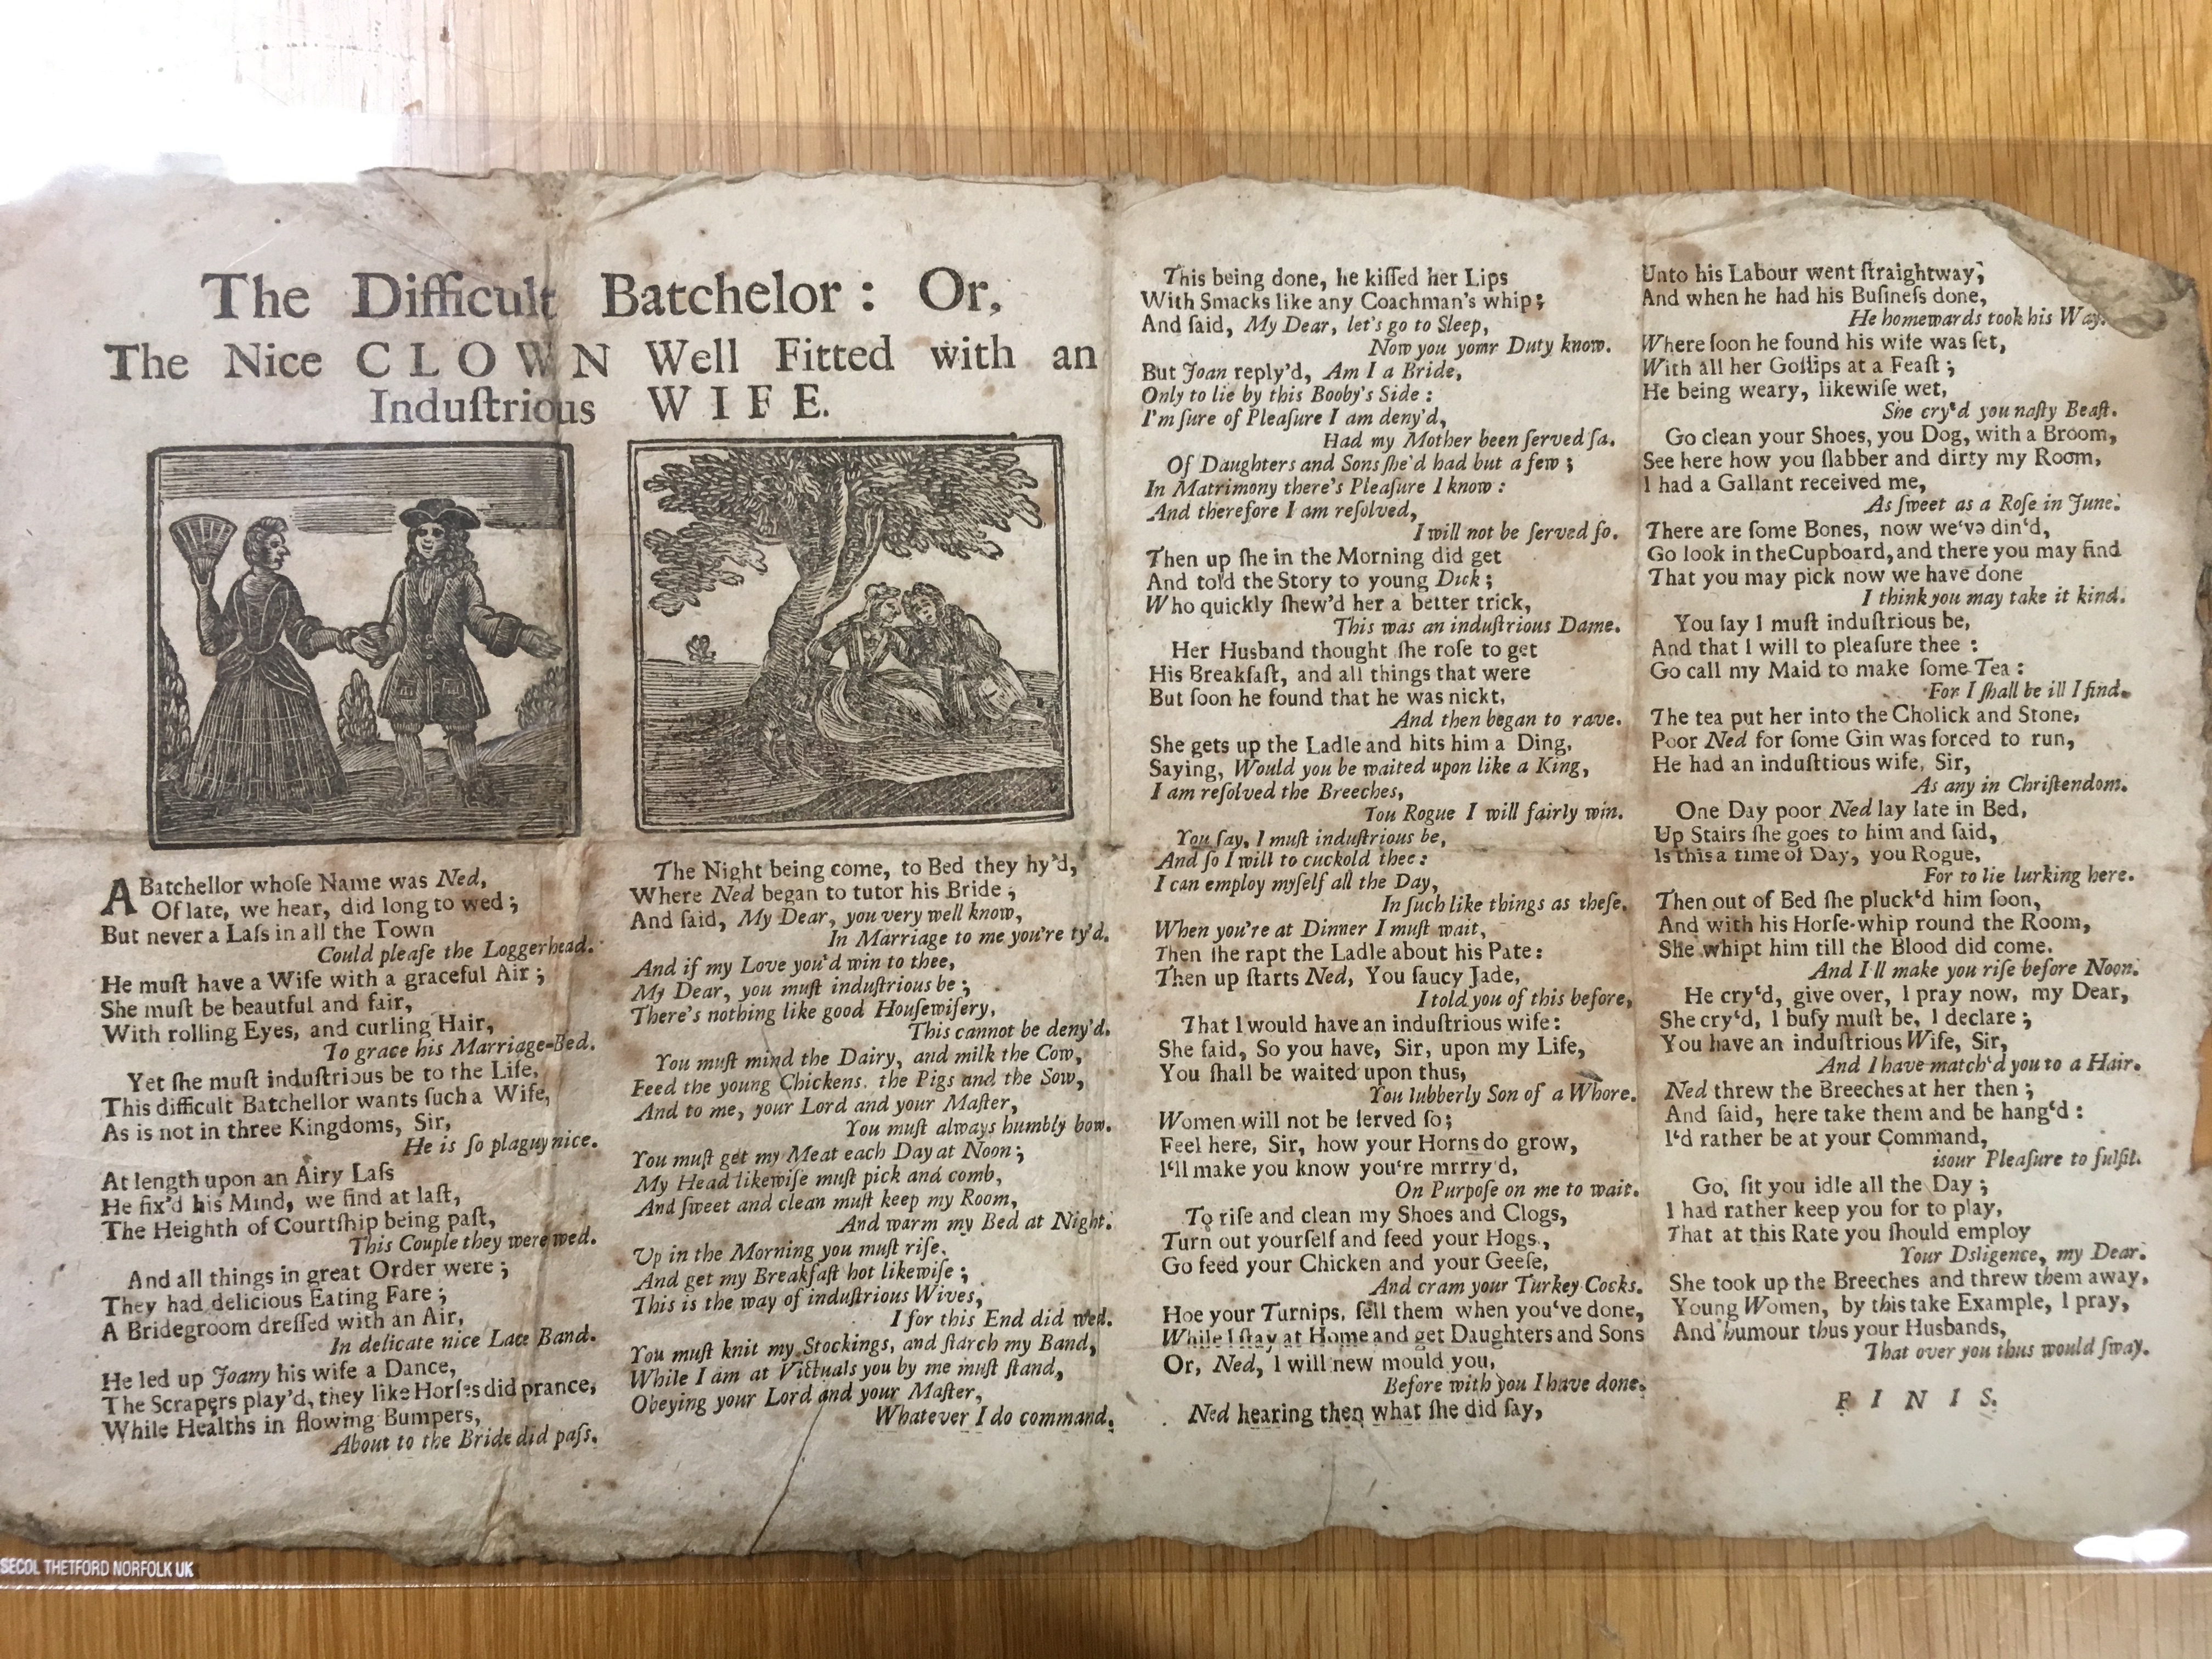 The Difficult Batchelor: Or,
The Nice CLOWN Well Fitted with an
Induſtrious WIFE.
A Batchellor whoſe Name was Ned,
Of late, we hear, did long to wed;
But never a Laſs in all the Town
Could pleaſe the Loggerhead.
He muſt have a Wife with a graceful Air;
She muſt be beautful and fair,
With rolling Eyes, and curling Hair,
To grace his Marriage-Bed.
Yet ſhe muſt induſtrious be to the Life,
This difficult Batchellor wants ſuch a Wife,
As is not in three Kingdoms, Sir,
He is ſo plaguy nice.
At length upon an Airy Laſs
He fix'd his Mind, we find at laſt,
The Heighth of Courtſhip being paſt,
This Couple they were wed.
And all things in great Order were;
They had delicious Eating Fare;
A Bridegroom dreſſed with an Air,
In delicate nice Lace Band.
He led up Joany his wife a Dance,
The Scrapers play'd, they like Horſes did prance,
While Healths in flowing Bumpers,
About to the Bride did paſs.
The Night being come, to Bed they hy'd,
Where Ned began to tutor his Bride;
And ſaid, My Dear, you very well know,
In Marriage to me you're ty'd.
And if my Love you'd win to thee,
My Dear, you muſt induſtrious be;
There's nothing like good Houſewifery,
This cannot be deny'd.
You muſt mind the Dairy, and milk the Cow,
Feed the young Chickens, the Pigs and the Sow,
And to me, your Lord and your Maſter,
You muſt always humbly bow.
You muſt get my Meat each Day at Noon;
My Head likewiſe muſt pick and comb,
And ſweet and clean muſt keep my Room,
And warm my Bed at Night.
Up in the Morning you muſt riſe,
And get my Breakfaſt hot likewiſe;
This is the way of induſtrious Wives,
I for this End did wed.
You muſt knit my Stockings, and ſtarch my Band,
While I am at Victuals you by me muſt ſtand,
Obeying your Lord and your Maſter,
Whatever I do command.
This being done, he kiſſed her Lips
With Smacks like any Coachman's whip;
And ſaid, My Dear, let's go to Sleep,
Now you yomr Duty know.
But Joan reply'd, Am I a Bride,
Only to lie by this Booby's Side:
I'm ſure of Pleaſure I am deny'd,
Had my Mother been ſerved ſa.
Of Daughters and Sons ſhe'd had but a few;
In Matrimony there's Pleaſure I know:
And therefore I am reſolved,
I will not be ſerved ſo.
Then up ſhe in the Morning did get
And told the Story to young Dick;
Who quickly ſhew'd her a better trick,
This was an induſtrious Dame.
Her Husband thought ſhe roſe to get
His Breakfaſt, and all things that were
But ſoon he found that he was nickt,
And then began to rave.
She gets up the Ladle and hits him a Ding,
Saying, Would you be waited upon like a King,
I am reſolved the Breeches,
Tou Rogue I will fairly win.
You ſay, I muſt induſtrious be,
And ſo I will to cuckold thee:
I can employ myſelf all the Day,
In ſuch like things as theſe.
When you're at Dinner I muſt wait,
Then ſhe rapt the Ladle about his Pate:
Then up ſtarts Ned, You ſaucy Jade,
I told you of this before,
That I would have an induſtrious wife:
She ſaid, So you have, Sir, upon my Life,
You ſhall be waited upon thus,
You lubberly Son of a Whore.
Women will not be ſerved ſo;
Feel here, Sir, how your Horns do grow,
I'll make you know you're mrrry'd,
On Purpoſe on me to wait.
To riſe and clean my Shoes and Clogs,
Turn out yourſelf and feed your Hogs,
Go feed your Chicken and your Geeſe,
And cram your Turkey Cocks.
Hoe your Turnips, ſell them when you've done,
While I ſtay at Home and get Daughters and Sons
Or, Ned, I will new mould you,
Before with you I have done.
Ned hearing then what ſhe did ſay,
Unto his Labour went ſtraightway;
And when he had his Buſineſs done,
He homewards took his Way.
Where ſoon he found his wife was ſet,
With all her Goſſips at a Feaſt;
He being weary, likewiſe wet,
She cry'd you naſty Beaſt.
Go clean your Shoes, you Dog, with a Broom,
See here how you ſlabber and dirty my Room,
I had a Gallant received me,
As ſweet as a Roſe in June.
There are ſome Bones, now we've din'd,
Go look in the Cupboard, and there you may find
That you may pick now we have done
I think you may take it kind.
You ſay I muſt induſtrious be,
And that I will to pleaſure thee:
Go call my Maid to make ſome Tea:
For I ſhall be ill I find.
The tea put her into the Cholick and Stone,
Poor Ned for ſome Gin was forced to run,
He had an induſttious wife, Sir,
As any in Chriſtendom.
One Day poor Ned lay late in Bed,
Up Stairs ſhe goes to him and ſaid,
Is this a time of Day, you Rogue,
For to lie lurking here.
Then out of Bed ſhe pluck'd him ſoon,
And with his Horſe-whip round the Room,
She whipt him till the Blood did come.
And I'll make you riſe before Noon.
He cry'd, give over, I pray now, my Dear,
She cry'd, I buſy muſt be, I declare;
You have an induſtrious Wife, Sir,
And I have match'd you to a Hair.
Ned threw the Breeches at her then;
And ſaid, here take them and be hang'd:
I'd rather be at your Command,
isour Pleaſure to fulfil.
Go, ſit you idle all the Day;
I had rather keep you for to play,
That at this Rate you ſhould employ
Your Dsligence, my Dear.
She took up the Breeches and threw them away,
Young Women, by this take Example, I pray,
And humour thus your Husbands,
That over you thus would ſway.
FINIS.
SECOL THETFORD NORFOLK UK